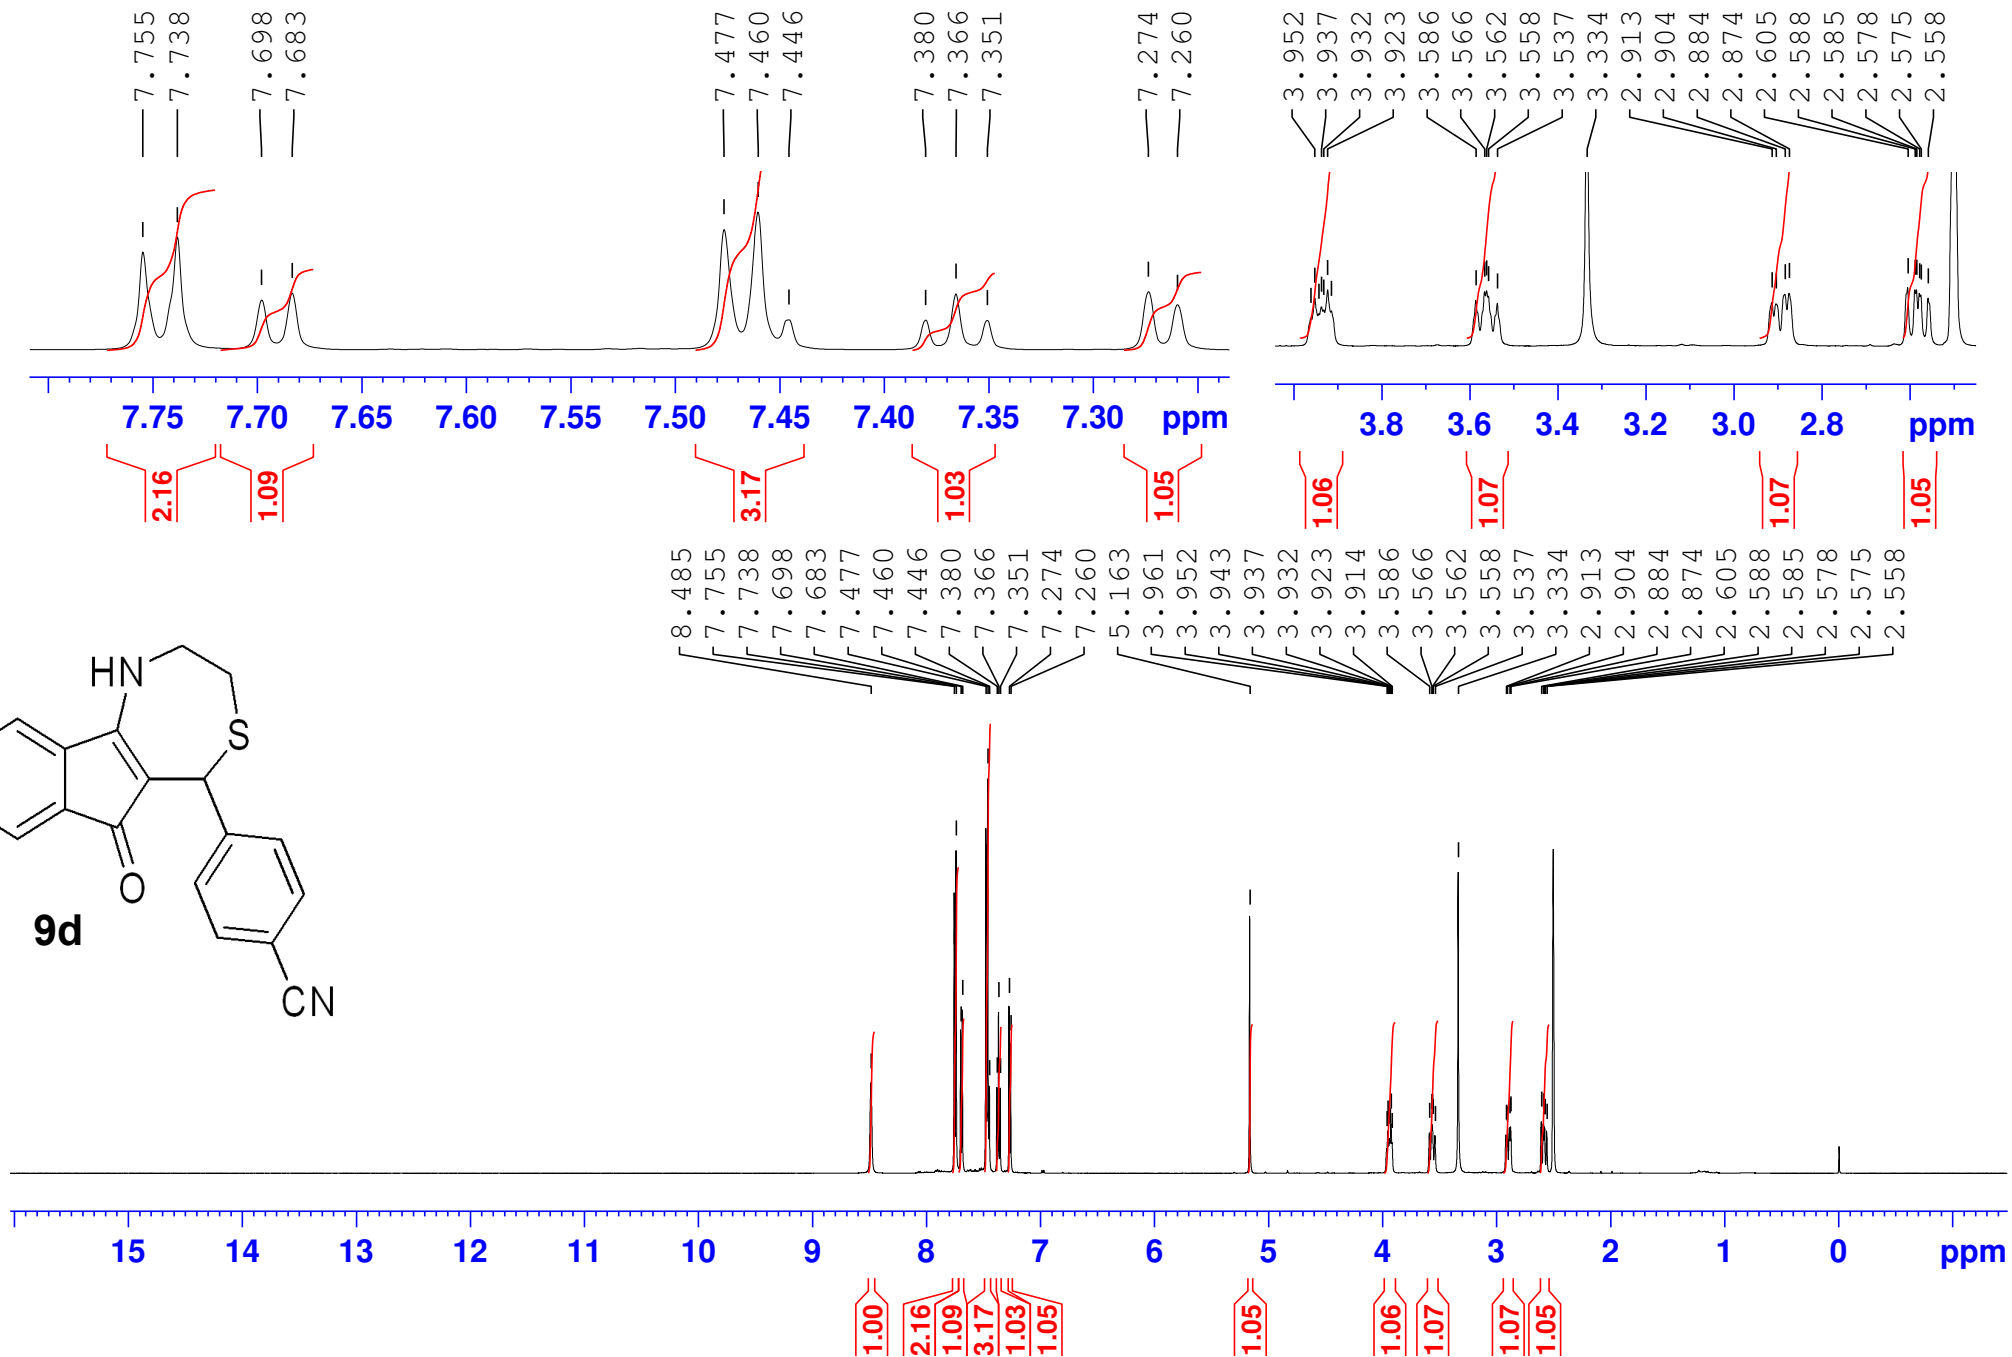 7.755 7.738 7.698 7.683 7.477 7.460 7.446 7.380 7.366 7.351 7.274 7.260
3.952 3.937 3.932 3.923 3.586 3.566 3.562 3.558 3.537 3.334 2.913 2.904 2.884 2.874 2.605 2.588 2.585 2.578 2.575 2.558
7.75 7.70 7.65 7.60 7.55 7.50 7.45 7.40 7.35 7.30 ppm
3.8 3.6 3.4 3.2 3.0 2.8 ppm
2.16 1.09 3.17 1.03 1.05
1.06 1.07 1.07 1.05
8.485 7.755 7.738 7.698 7.683 7.477 7.460 7.446 7.380 7.366 7.351 7.274 7.260 5.163 3.961 3.952 3.943 3.937 3.932 3.923 3.914 3.586 3.566 3.562 3.558 3.537 3.334 2.913 2.904 2.884 2.874 2.605 2.588 2.585 2.578 2.575 2.558
HN
S
O
9d
CN
15 14 13 12 11 10 9 8 7 6 5 4 3 2 1 0 ppm
1.00 2.16 1.09 3.17 1.03 1.05 1.05 1.06 1.07 1.07 1.05